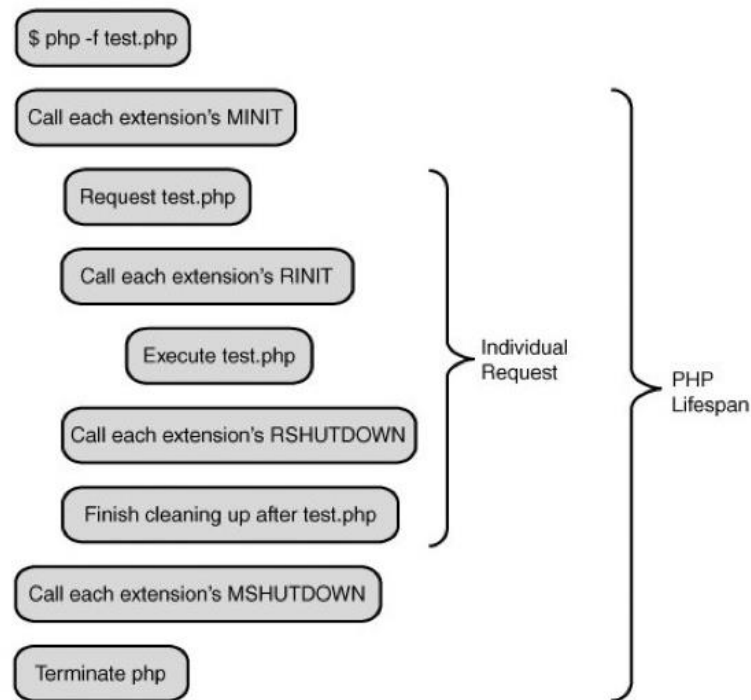 $ php -f test.php
Call each extension's MINIT
Request test.php
Call each extension's RINIT
Execute test.php
Individual
Request
PHP
Lifespan
Call each extension's RSHUTDOWN
Finish cleaning up after test.php
Call each extension's MSHUTDOWN
Terminate php